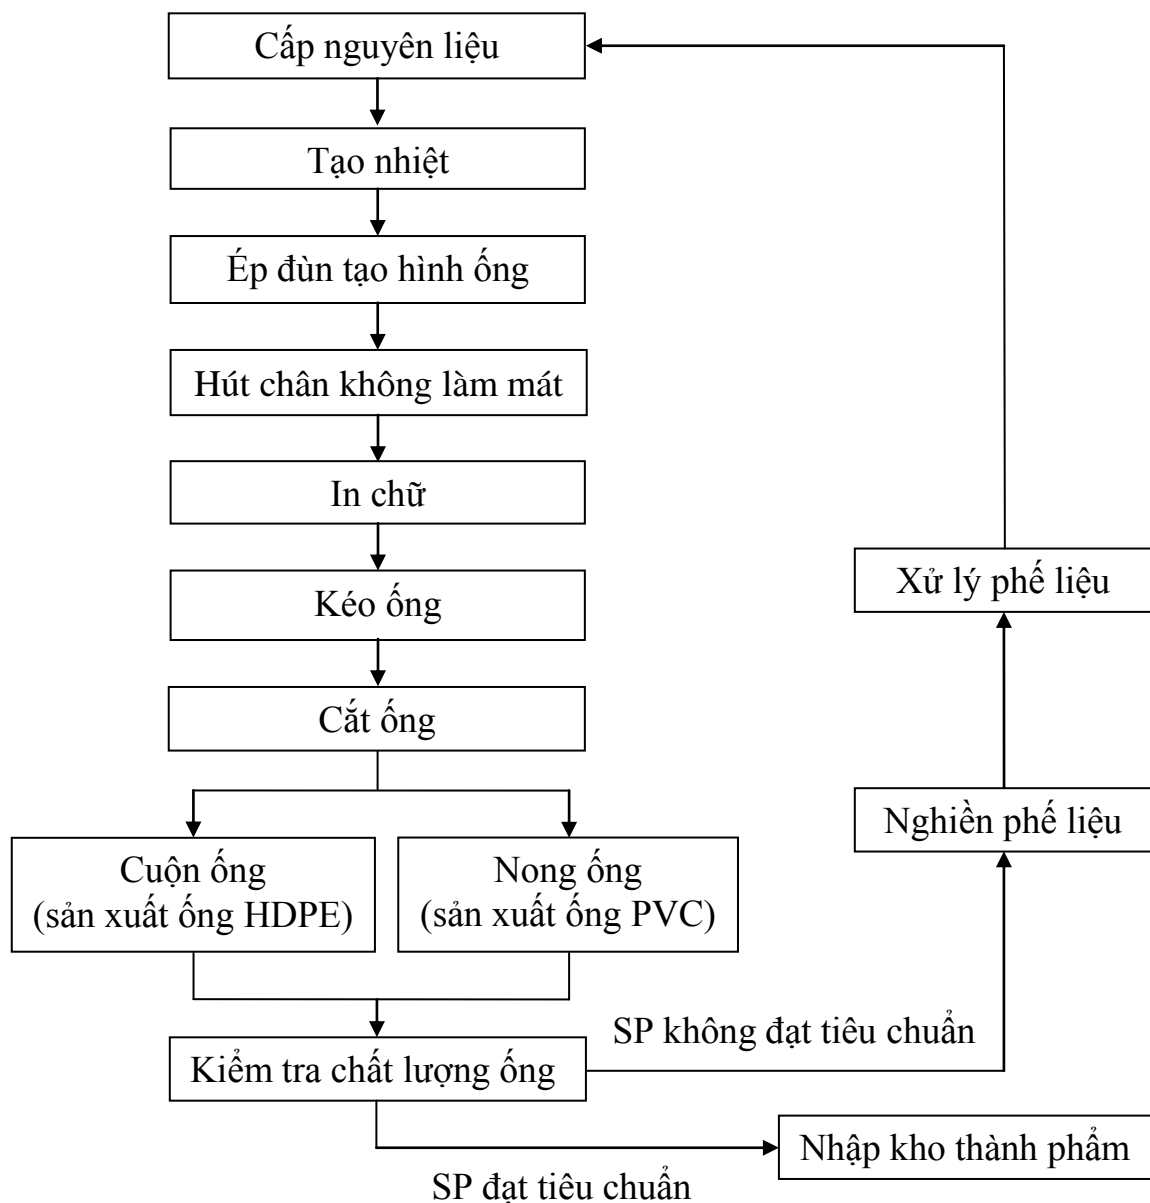 Cấp nguyên liệu
Tạo nhiệt
Ép đùn tạo hình ống
Hút chân không làm mát
In chữ
Kéo ống
Xử lý phế liệu
Cắt ống
Nghiền phế liệu
Cuộn ống
(sản xuất ống HDPE)
Nong ống
(sản xuất ống PVC)
SP không đạt tiêu chuẩn
Kiểm tra chất lượng ống
Nhập kho thành phẩm
SP đạt tiêu chuẩn